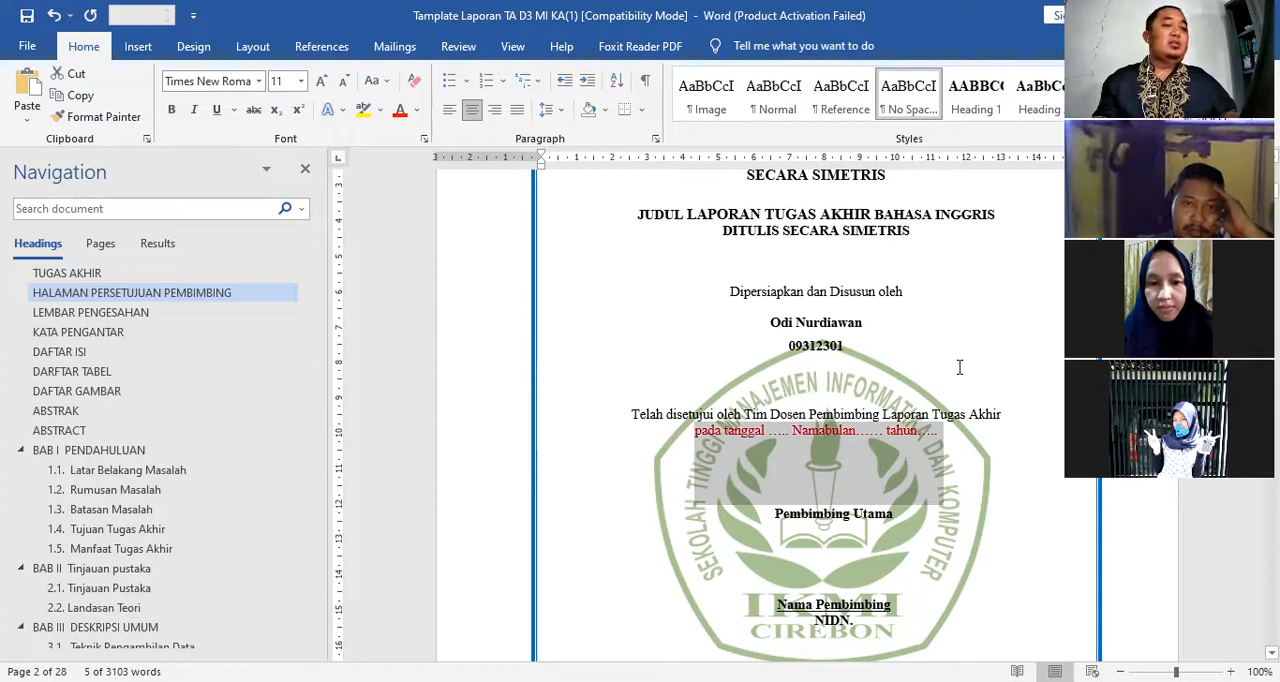 Tamplate Laporan TA D3 MI KA(1) [Compatibility Mode] - Word (Product Activation Failed)
File Home Insert Design Layout References Mailings Review View Help Foxit Reader PDF Tell me what you want to do
Paste
Cut
Copy
Format Painter
Clipboard
Times New Roma 11
Font
Paragraph
AaBbCcI AaBbCcI AaBbCcI AaBbCcI AABBC
¶ Image ¶ Normal ¶ Reference ¶ No Spac... Heading 1 Heading
Styles
Navigation
Search document
Headings Pages Results
TUGAS AKHIR
HALAMAN PERSETUJUAN PEMBIMBING
LEMBAR PENGESAHAN
KATA PENGANTAR
DAFTAR ISI
DARFTAR TABEL
DAFTAR GAMBAR
ABSTRAK
ABSTRACT
BAB I PENDAHULUAN
1.1. Latar Belakang Masalah
1.2. Rumusan Masalah
1.3. Batasan Masalah
1.4. Tujuan Tugas Akhir
1.5. Manfaat Tugas Akhir
BAB II Tinjauan pustaka
2.1. Tinjauan Pustaka
2.2. Landasan Teori
BAB III DESKRIPSI UMUM
3.1. Teknik Pengambilan Data
SECARA SIMETRIS
JUDUL LAPORAN TUGAS AKHIR BAHASA INGGRIS
DITULIS SECARA SIMETRIS
Dipersiapkan dan Disusun oleh
Odi Nurdiawan
09312301
Telah disetujui oleh Tim Dosen Pembimbing Laporan Tugas Akhir
pada tanggal ….. Namabulan…… tahun…..
Pembimbing Utama
Nama Pembimbing
NIDN.
SEKOLAH TINGGI MANAJEMEN INFORMATIKA DAN KOMPUTER
IKMI
CIREBON
Page 2 of 28 5 of 3103 words
100%